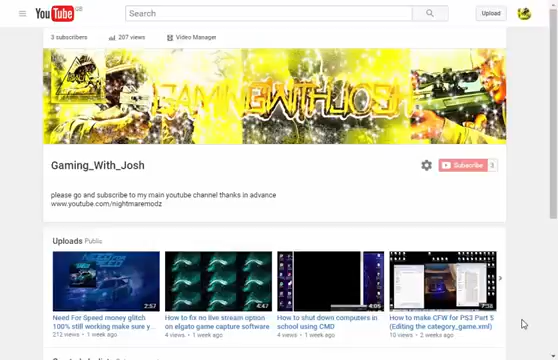 YouTube GB
Search
Upload
3 subscribers
207 views
Video Manager
GAMINGWITHJOSH
Gaming_With_Josh
Subscribe
3
please go and subscribe to my main youtube channel thanks in advance
www.youtube.com/nightmaremodz
Uploads Public
2:57
4:47
4:05
7:38
Need For Speed money glitch
100% still working make sure y...
212 views • 1 week ago
How to fix no live stream option
on elgato game capture software
4 views • 1 week ago
How to shut down computers in
school using CMD
4 views • 1 week ago
How to make CFW for PS3 Part 5
(Editing the category_game.xml)
10 views • 2 weeks ago